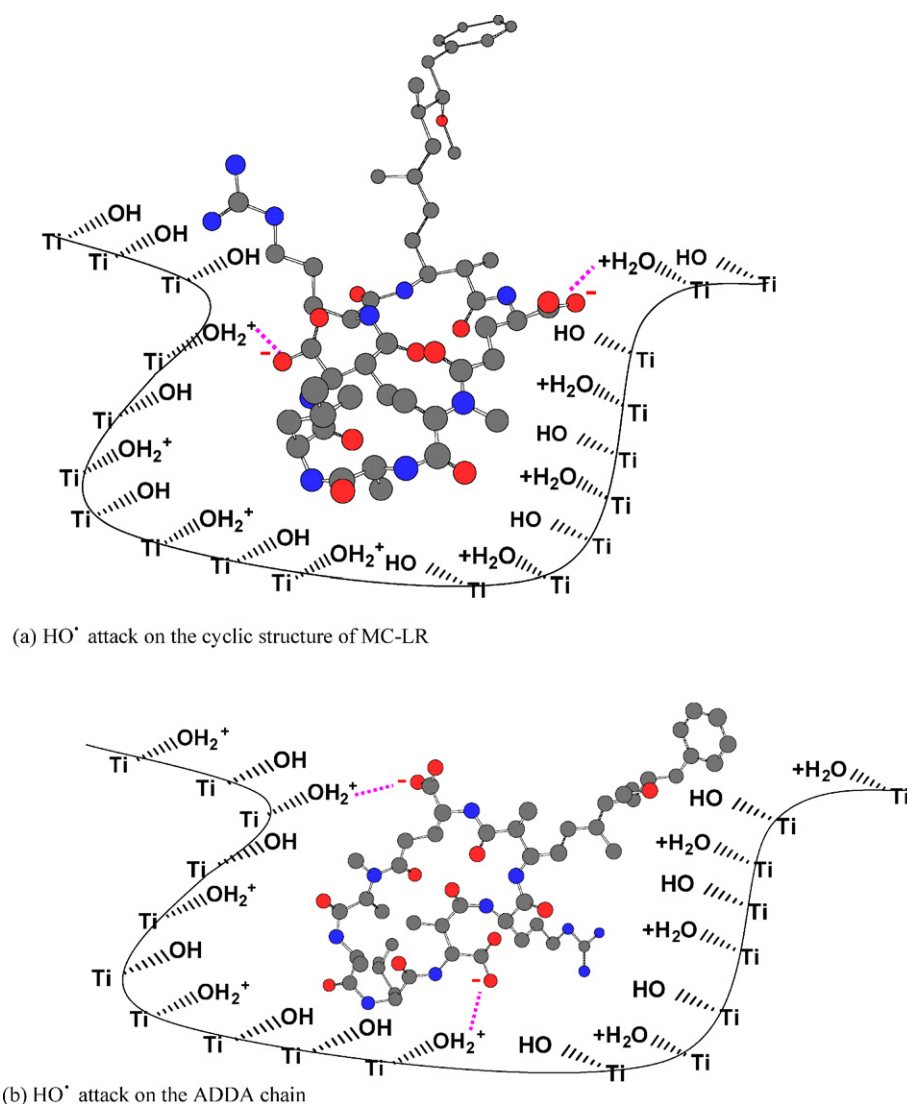 Ti OH
Ti OH
Ti OH
+H₂O Ti
HO Ti
Ti OH₂⁺ −
−
HO Ti
Ti OH
+H₂O Ti
Ti OH₂⁺
HO Ti
Ti OH
+H₂O Ti
Ti OH₂⁺
HO Ti
Ti OH
Ti OH₂⁺
HO Ti
+H₂O Ti
(a) HO• attack on the cyclic structure of MC-LR
Ti OH₂⁺
Ti OH
+H₂O Ti
Ti OH₂⁺ −
HO Ti
Ti OH
+H₂O Ti
Ti OH₂⁺
HO Ti
Ti OH
+H₂O Ti
−
Ti OH₂⁺
HO Ti
Ti OH
Ti OH
Ti OH₂⁺
HO Ti
+H₂O Ti
(b) HO• attack on the ADDA chain